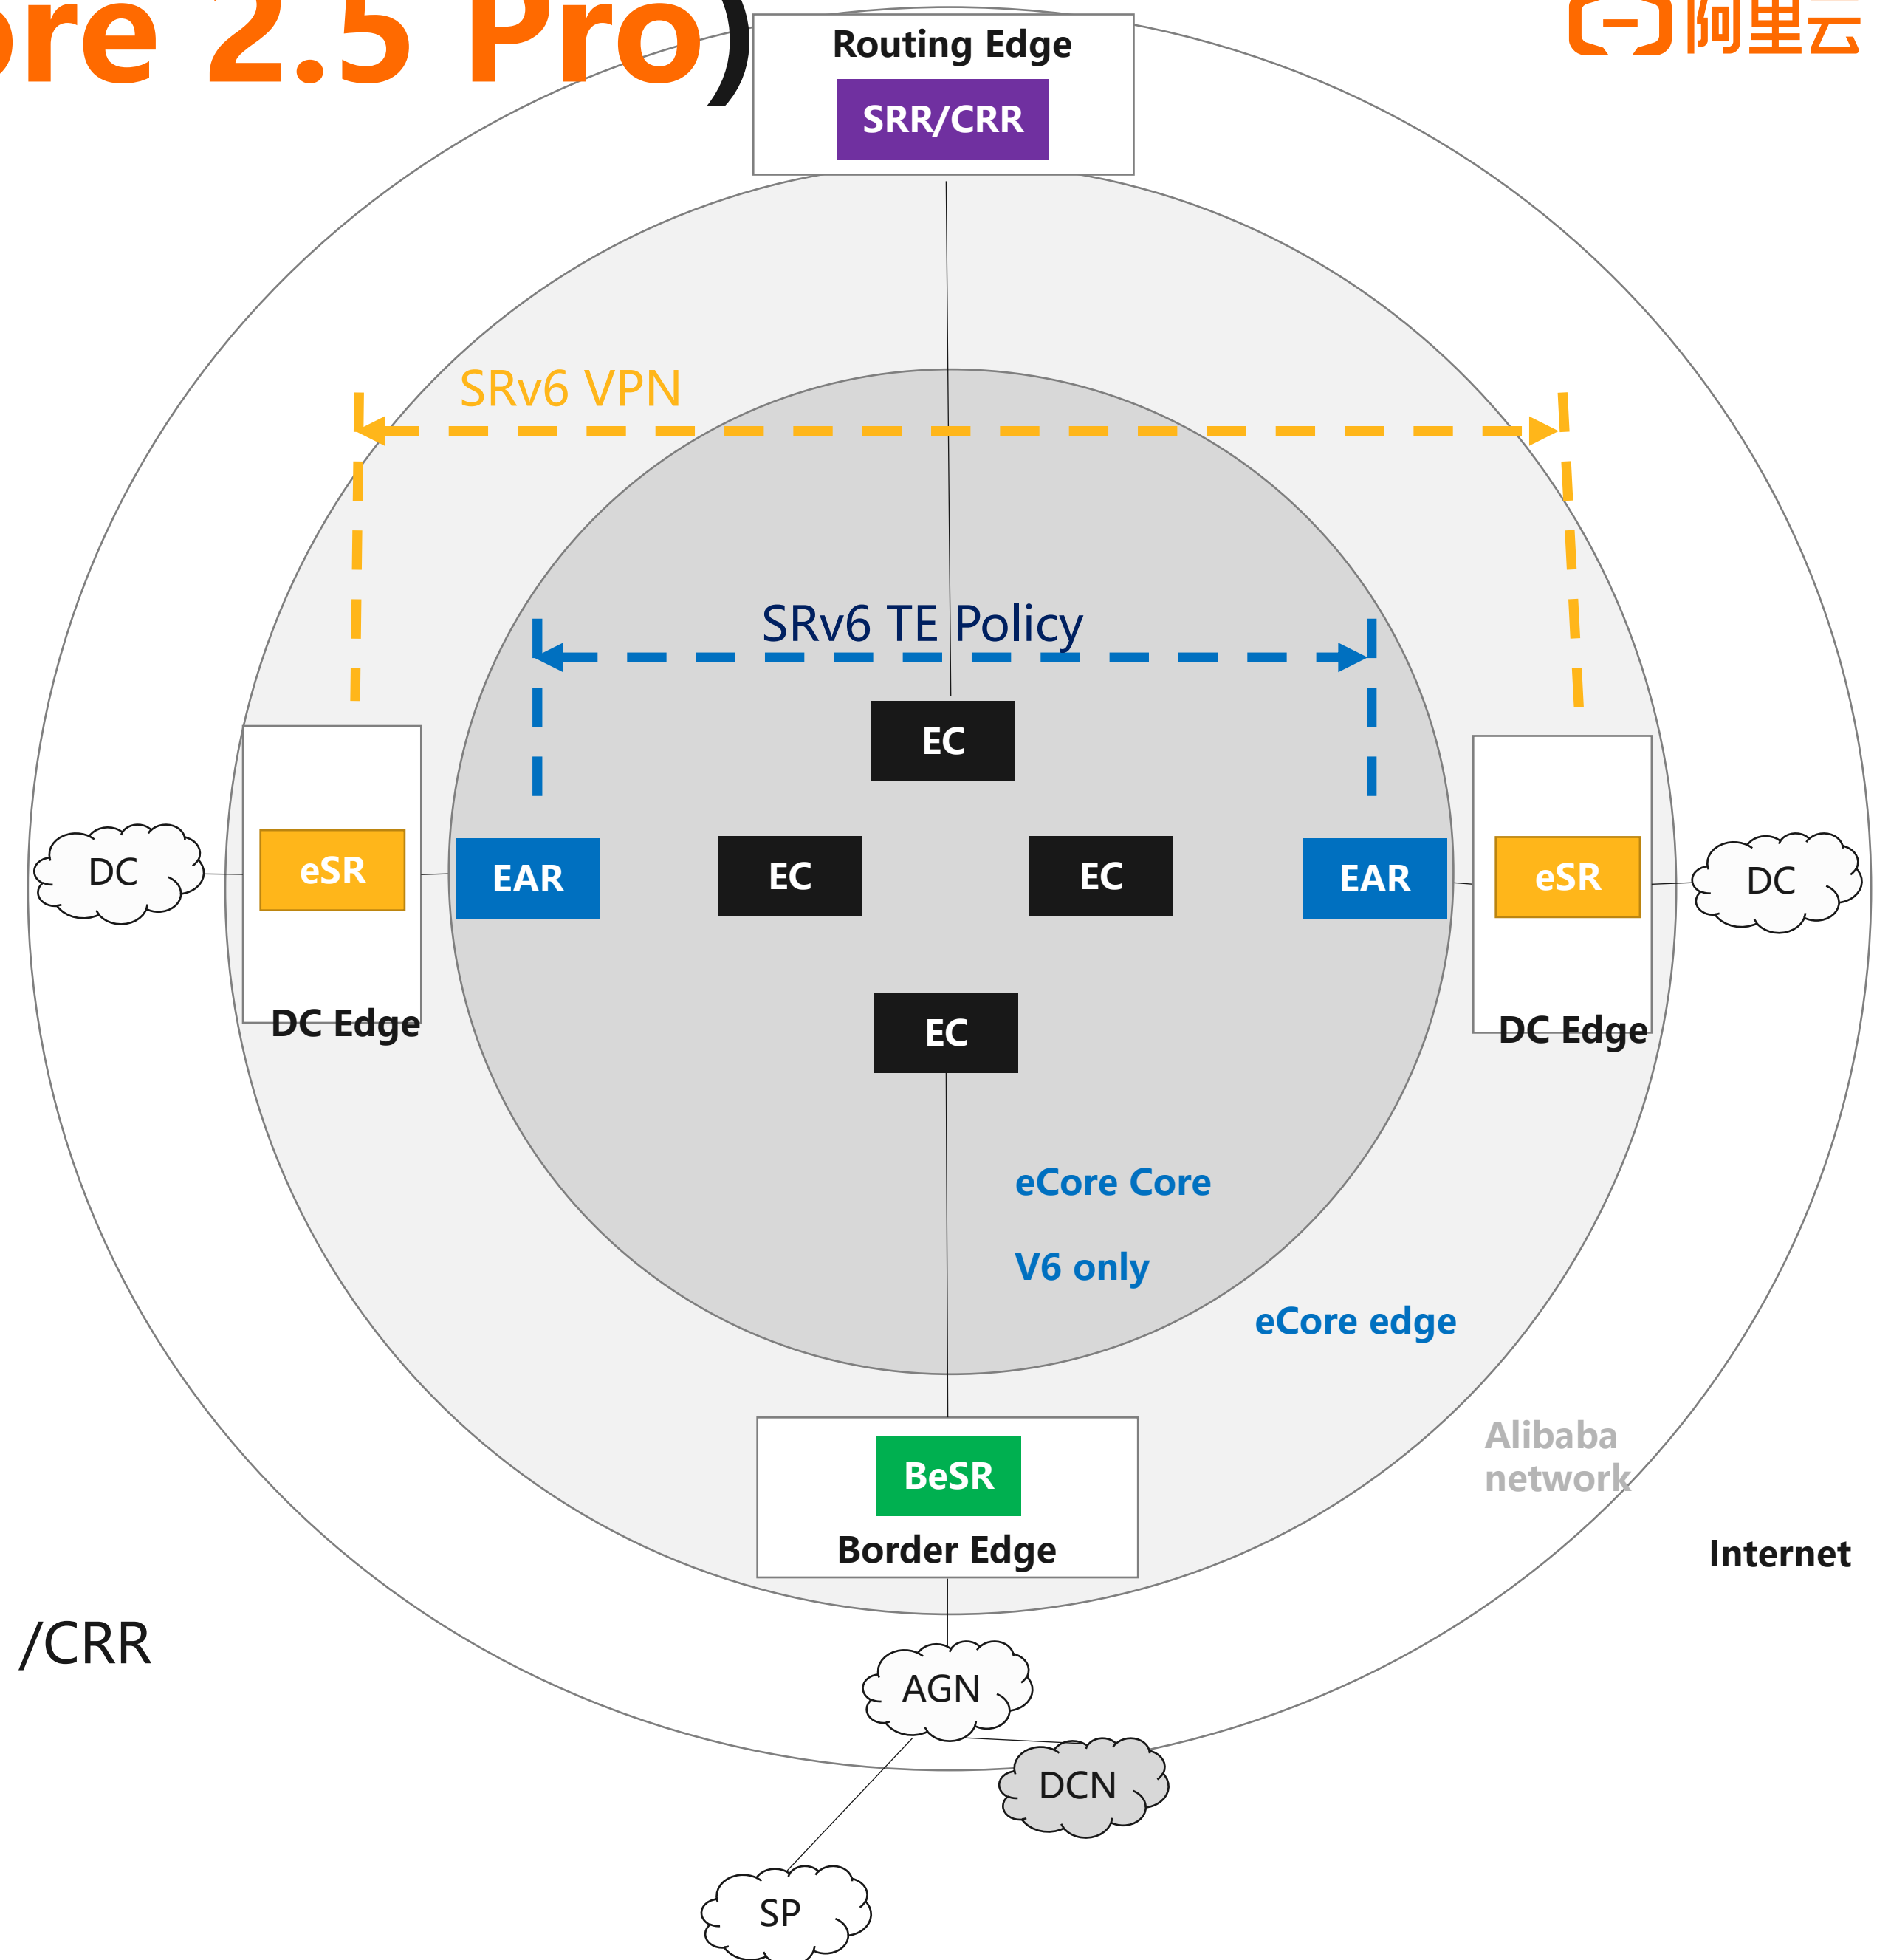 ore 2.5 Pro)
阿里云
Routing Edge
SRR/CRR
SRv6 VPN
SRv6 TE Policy
EC
DC
eSR
EAR
EC
EC
EAR
eSR
DC
DC Edge
EC
DC Edge
eCore Core
V6 only
eCore edge
Alibaba
network
BeSR
Border Edge
Internet
/CRR
AGN
DCN
SP